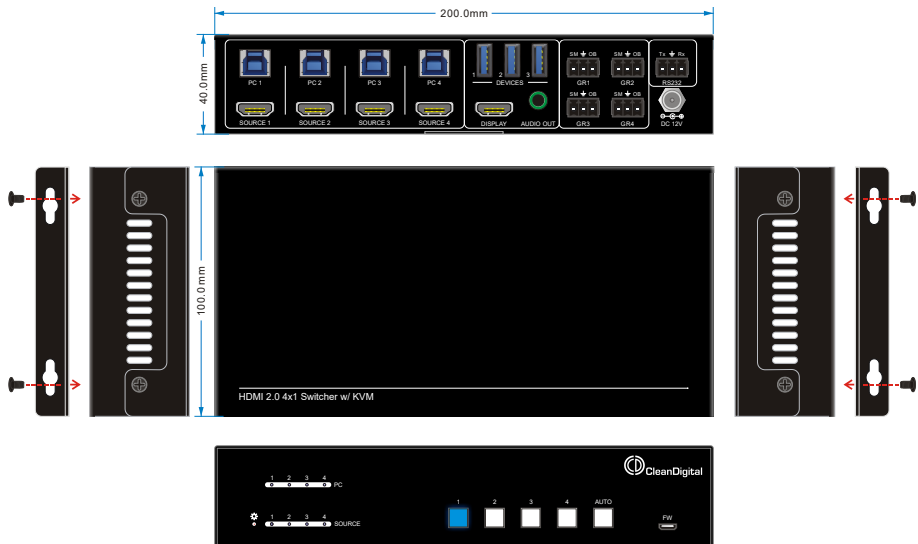 200.0mm
40.0mm
SM OB
SM OB
Tx Rx
PC 1
PC 2
PC 3
PC 4
1 2 3
DEVICES
GR1
GR2
RS232
SM OB
SM OB
SOURCE 1
SOURCE 2
SOURCE 3
SOURCE 4
DISPLAY
AUDIO OUT
GR3
GR4
DC 12V
100.0mm
HDMI 2.0 4x1 Switcher w/ KVM
CleanDigital
1 2 3 4
PC
1 2 3 4 AUTO
1 2 3 4
SOURCE
FW